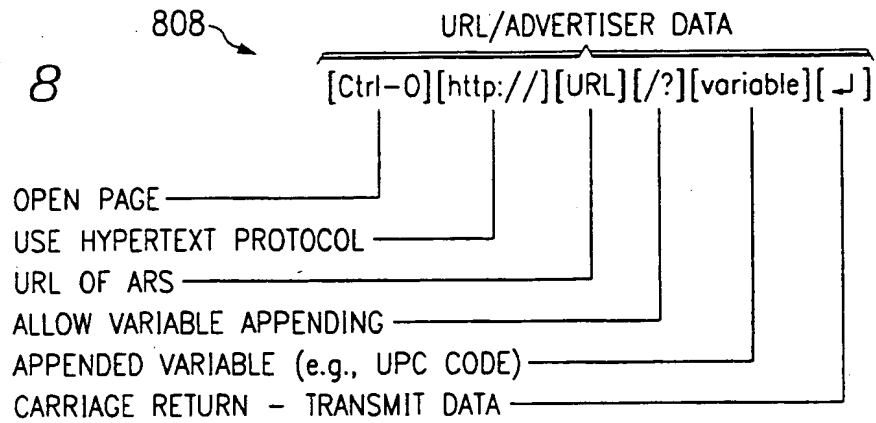 808
URL/ADVERTISER DATA
8
[Ctrl-O][http://][URL][/?][variable][↵]
OPEN PAGE
USE HYPERTEXT PROTOCOL
URL OF ARS
ALLOW VARIABLE APPENDING
APPENDED VARIABLE (e.g., UPC CODE)
CARRIAGE RETURN - TRANSMIT DATA